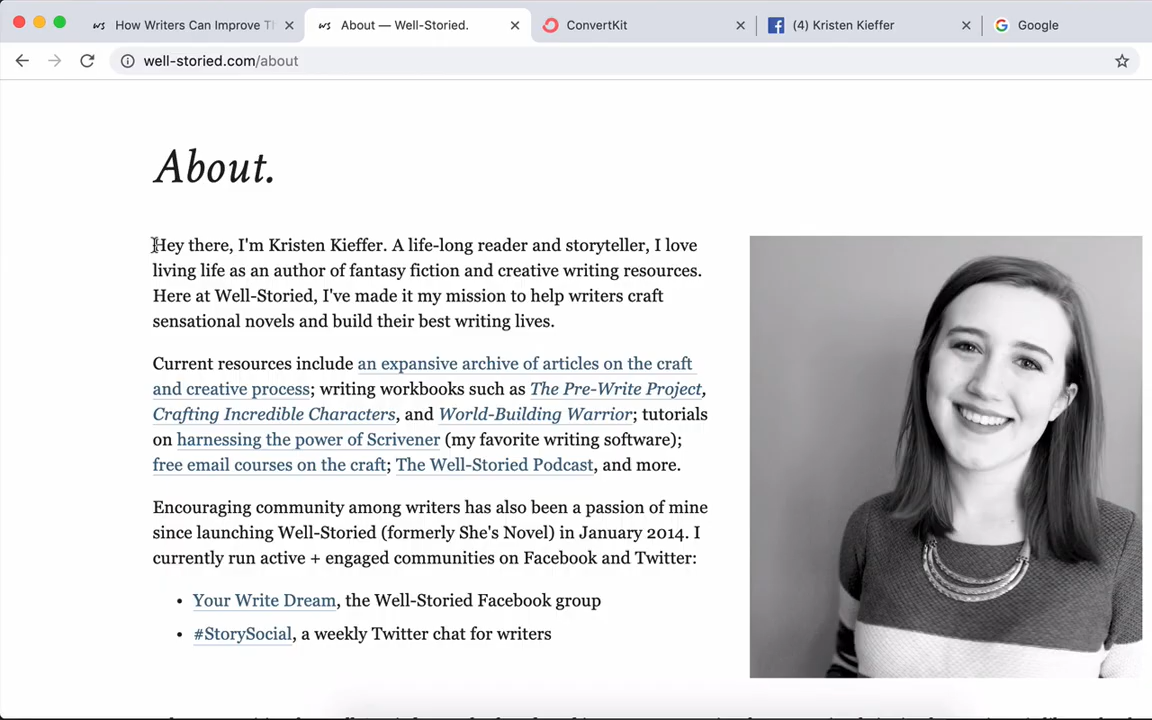 How Writers Can Improve
About — Well-Storied.
ConvertKit
(4) Kristen Kieffer
Google
well-storied.com/about
About.
Hey there, I'm Kristen Kieffer. A life-long reader and storyteller, I love
living life as an author of fantasy fiction and creative writing resources.
Here at Well-Storied, I've made it my mission to help writers craft
sensational novels and build their best writing lives.
Current resources include an expansive archive of articles on the craft
and creative process; writing workbooks such as The Pre-Write Project,
Crafting Incredible Characters, and World-Building Warrior; tutorials
on harnessing the power of Scrivener (my favorite writing software);
free email courses on the craft; The Well-Storied Podcast, and more.
Encouraging community among writers has also been a passion of mine
since launching Well-Storied (formerly She's Novel) in January 2014. I
currently run active + engaged communities on Facebook and Twitter:
• Your Write Dream, the Well-Storied Facebook group
• #StorySocial, a weekly Twitter chat for writers